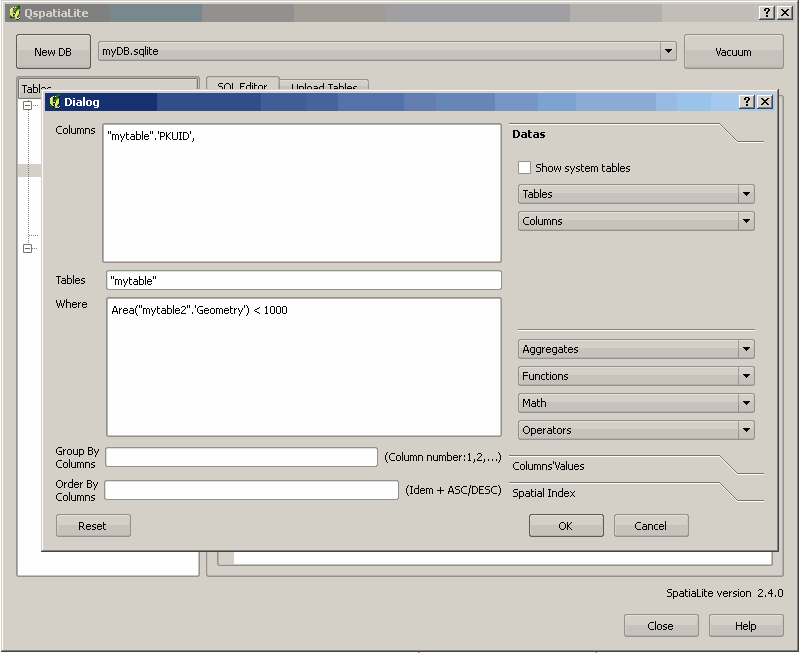 QspatiaLite
New DB
myDB.sqlite
Vacuum
Tables
SQL Editor
Upload Tables
Dialog
Columns
"mytable".'PKUID',
Datas
Show system tables
Tables
Columns
Tables
"mytable"
Where
Area("mytable2".'Geometry') < 1000
Aggregates
Functions
Math
Operators
Group By
Columns
(Column number:1,2,...)
Columns'Values
Order By
Columns
(Idem + ASC/DESC)
Spatial Index
Reset
OK
Cancel
SpatiaLite version 2.4.0
Close
Help